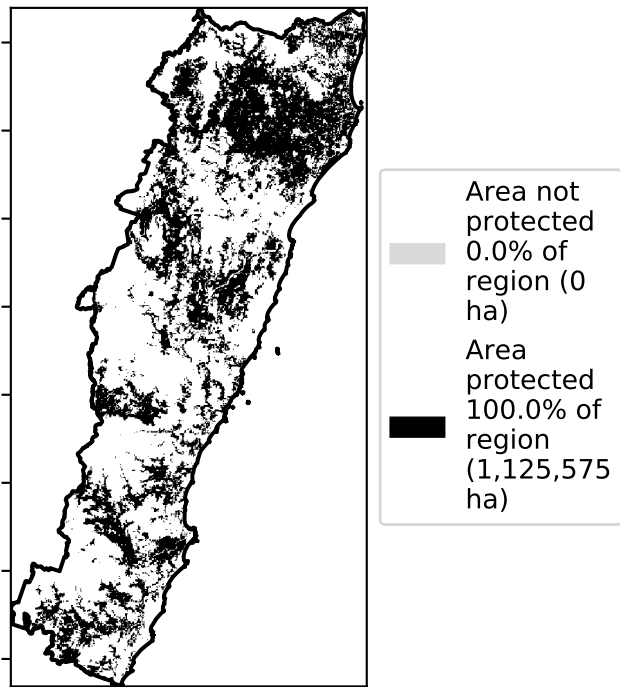 Area not
protected
0.0% of
region (0
ha)
Area
protected
100.0% of
region
(1,125,575
ha)